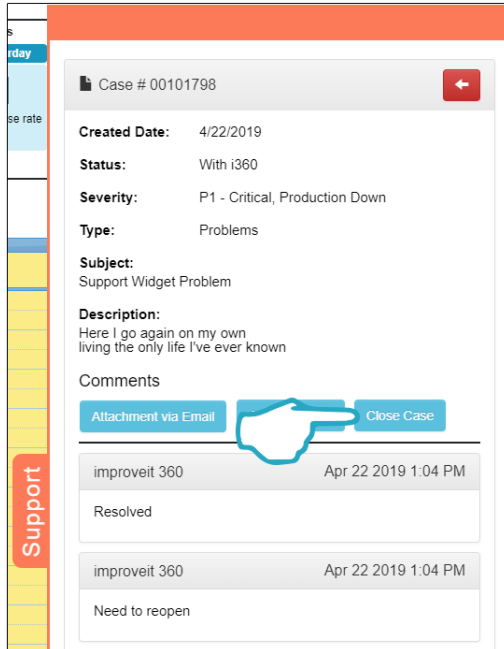 s
rday
se rate
Case # 00101798
Created Date: 4/22/2019
Status: With i360
Severity: P1 - Critical, Production Down
Type: Problems
Subject:
Support Widget Problem
Description:
Here I go again on my own
living the only life I've ever known
Comments
Attachment via Email Close Case
improveit 360 Apr 22 2019 1:04 PM
Resolved
improveit 360 Apr 22 2019 1:04 PM
Need to reopen
Support